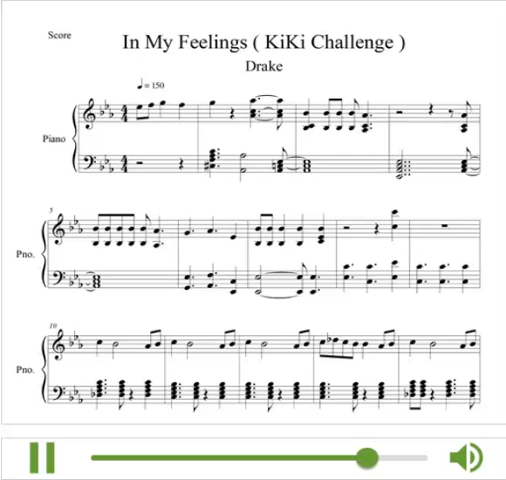 Score
In My Feelings ( KiKi Challenge )
Drake
♩ = 150
Piano
5
Pno.
10
Pno.